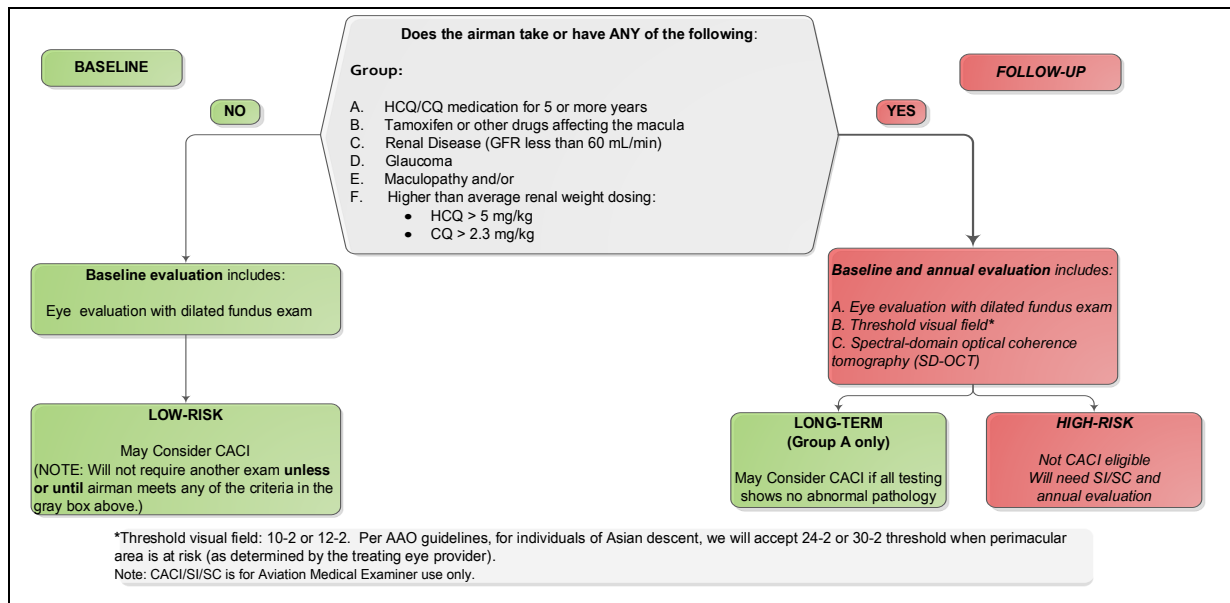 Does the airman take or have ANY of the following:
BASELINE
FOLLOW-UP
Group:
NO
YES
A. HCQ/CQ medication for 5 or more years
B. Tamoxifen or other drugs affecting the macula
C. Renal Disease (GFR less than 60 mL/min)
D. Glaucoma
E. Maculopathy and/or
F. Higher than average renal weight dosing:
● HCQ > 5 mg/kg
● CQ > 2.3 mg/kg
Baseline evaluation includes:
Eye evaluation with dilated fundus exam
Baseline and annual evaluation includes:
A. Eye evaluation with dilated fundus exam
B. Threshold visual field*
C. Spectral-domain optical coherence
tomography (SD-OCT)
LOW-RISK
May Consider CACI
(NOTE: Will not require another exam unless
or until airman meets any of the criteria in the
gray box above.)
LONG-TERM
(Group A only)
May Consider CACI if all testing
shows no abnormal pathology
HIGH-RISK
Not CACI eligible
Will need SI/SC and
annual evaluation
*Threshold visual field: 10-2 or 12-2. Per AAO guidelines, for individuals of Asian descent, we will accept 24-2 or 30-2 threshold when perimacular
area is at risk (as determined by the treating eye provider).
Note: CACI/SI/SC is for Aviation Medical Examiner use only.